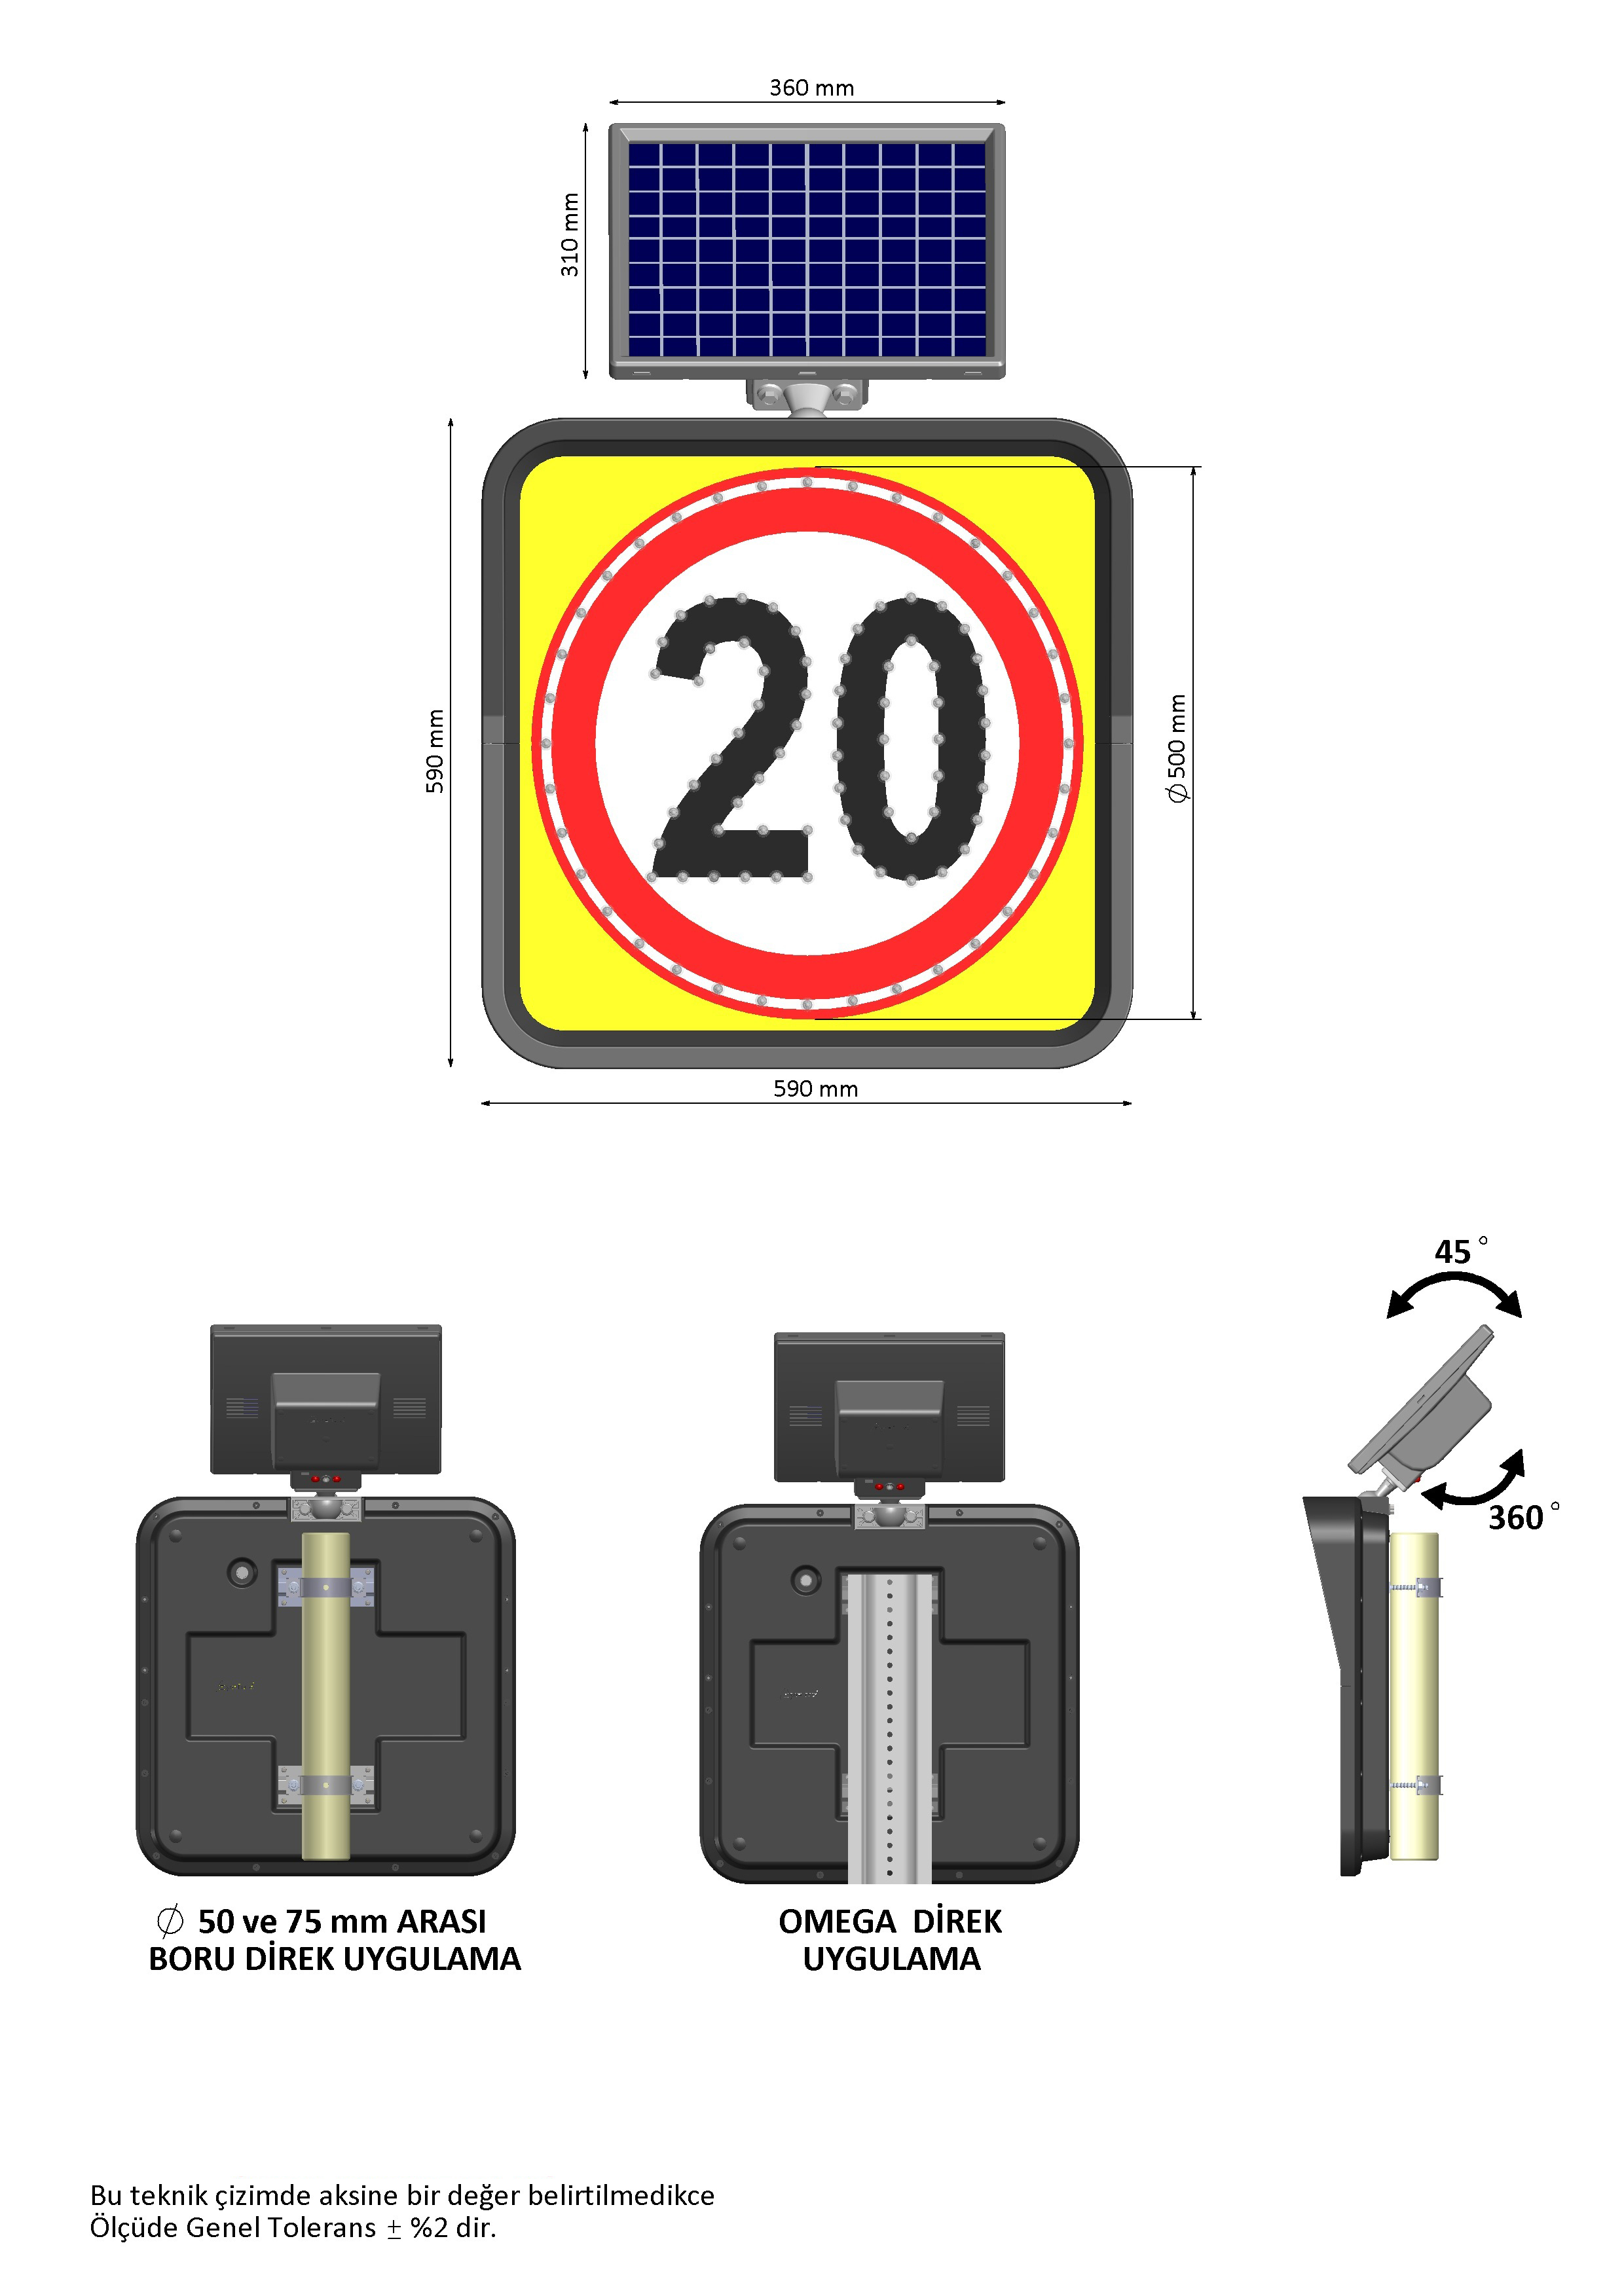 360 mm
310 mm
20
590 mm
∅ 500 mm
590 mm
45°
360°
∅ 50 ve 75 mm ARASI
BORU DİREK UYGULAMA
OMEGA DİREK
UYGULAMA
Bu teknik çizimde aksine bir değer belirtilmedikce
Ölçüde Genel Tolerans ± %2 dir.